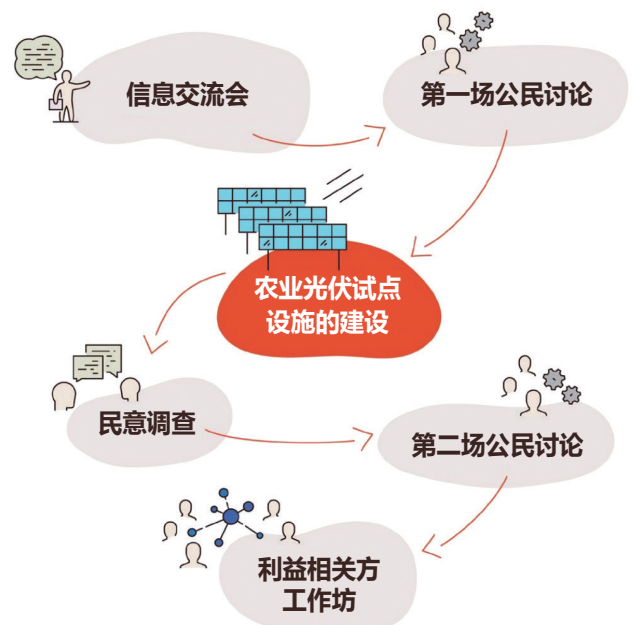 信息交流会
第一场公民讨论
农业光伏试点
设施的建设
民意调查
第二场公民讨论
利益相关方
工作坊